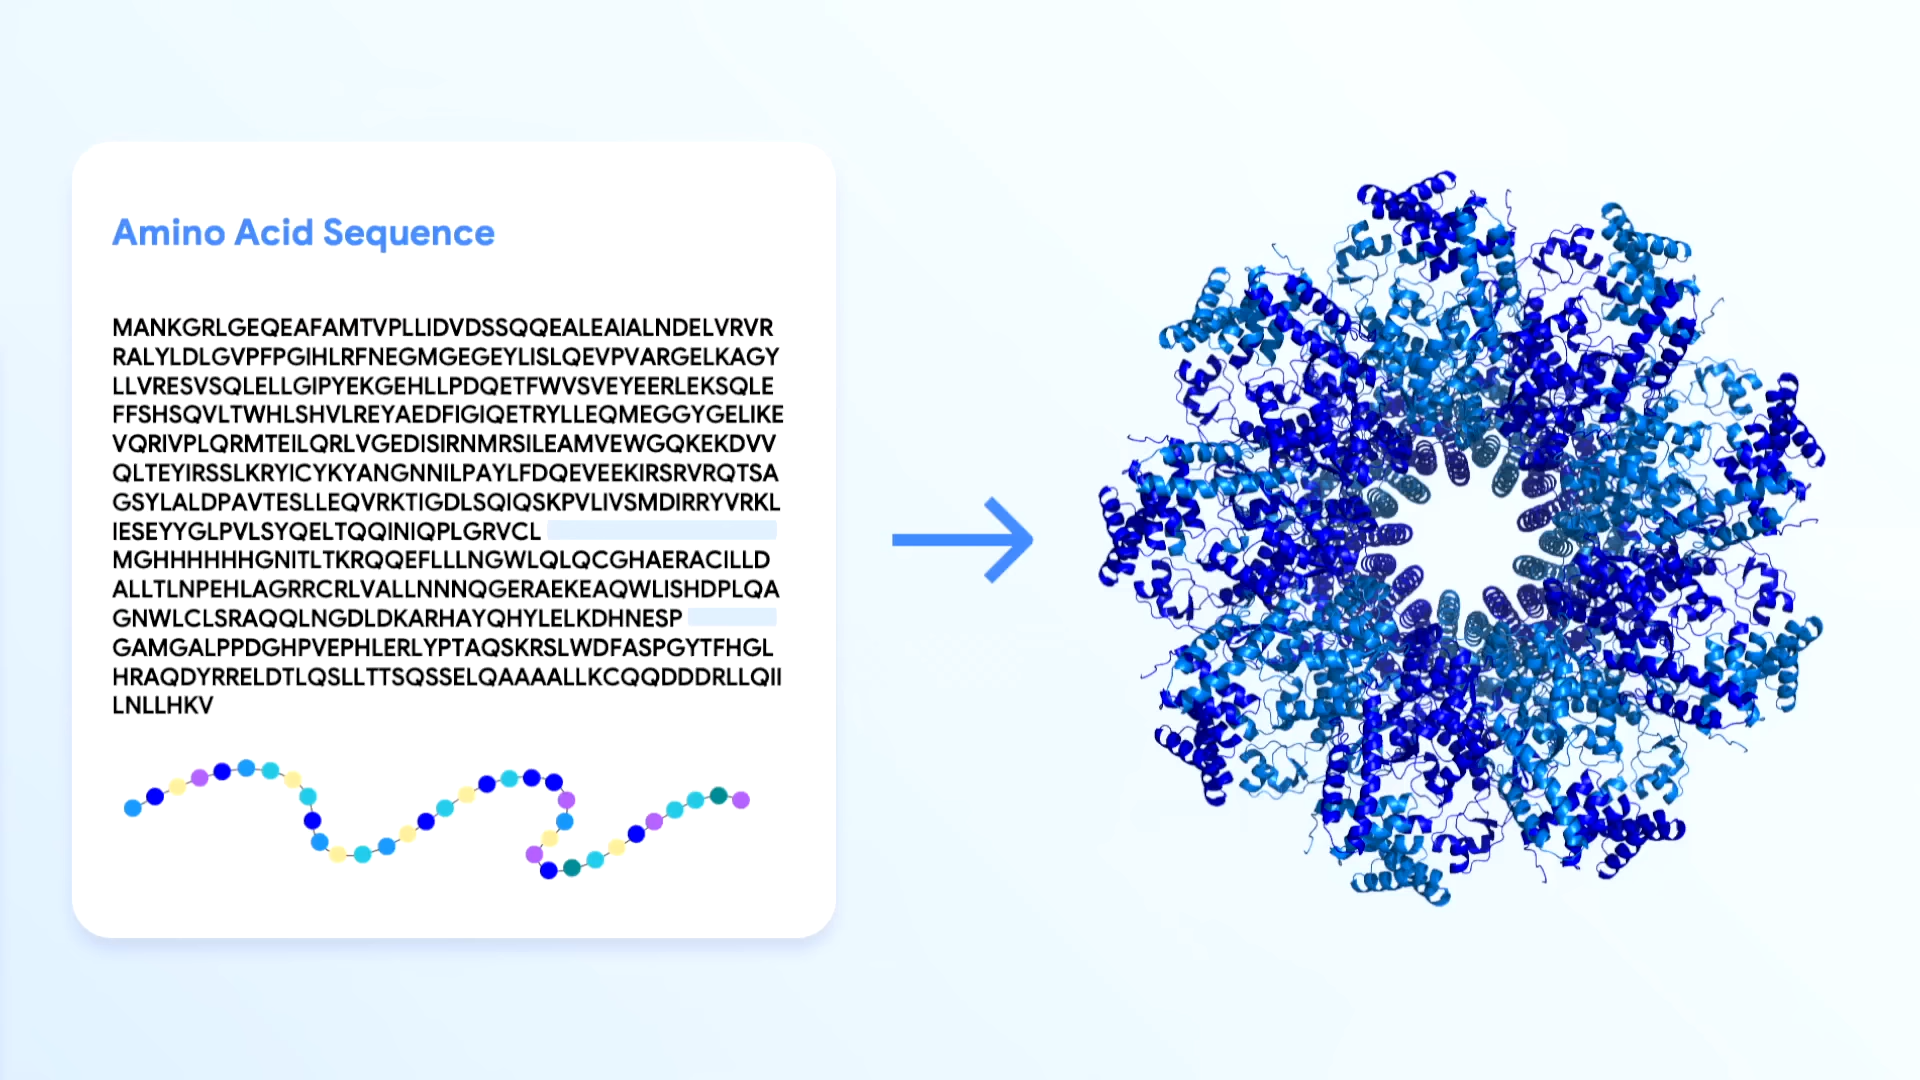 Amino Acid Sequence
MANKGRLGEQEAFAMTVPLLIDVDSSQQEALEAIALNDELVRVR
RALYLDLGVPFPGIHLRFNEGMGEGEYLISLQEVPVARGELKAGY
LLVRESVSQLELLGIPYEKGEHLLPDQETFWVSVEYEERLEKSQLE
FFSHSQVLTWHLSHVLREYAEDFIGIQETRYLLEQMEGGYGELIKE
VQRIVPLQRMTEILQRLVGEDISIRNMRSILEAMVEWGQKEKDVV
QLTEYIRSSLKRYICYKYANGNNILPAYLFDQEVEEKIRSRVRQTSA
GSYLALDPAVTESLLEQVRKTIGDLSQIQSKPVLIVSMDIRRYVRKL
IESEYYGLPVLSYQELTQQINIQPLGRVCL
MGHHHHHHGNITLTKRQQEFLLLNGWLQLQCGHAERACILLD
ALLTLNPEHLAGRRCRLVALLNNNQGERAEKEAQWLISHDPLQA
GNWLCLSRAQQLNGDLDKARHAYQHYLELKDHNESP
GAMGALPPDGHPVEPHLERLYPTAQSKRSLWDFASPGYTFHGL
HRAQDYRRELDTLQSLLTTSQSSELQAAAALLKCQQDDDRLLQII
LNLLHKV